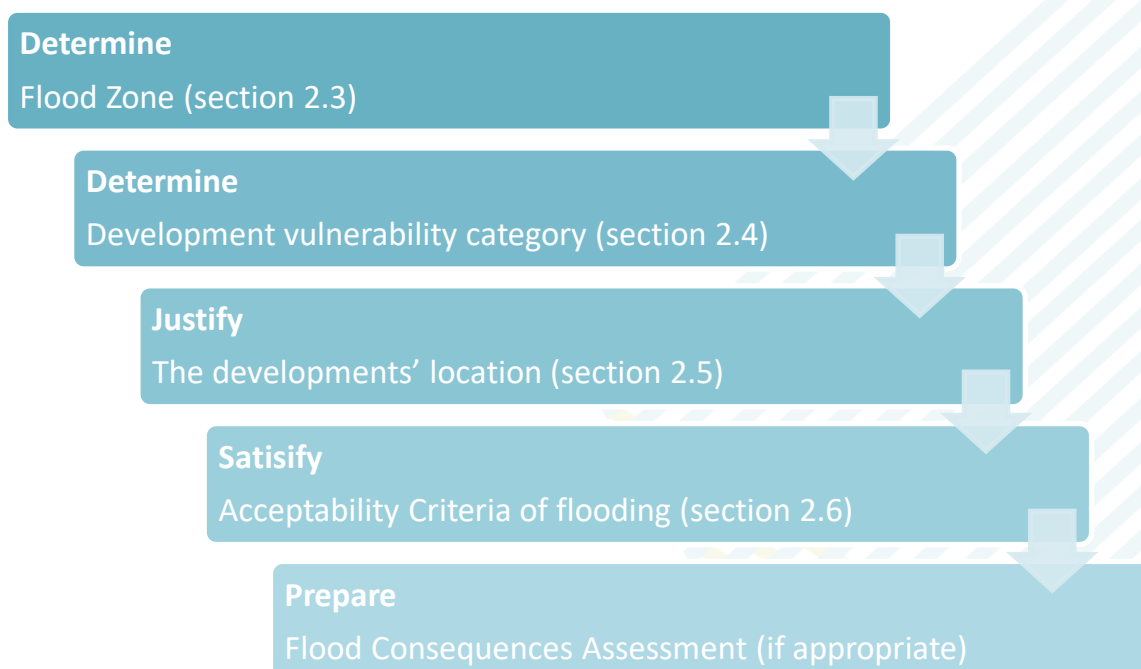 Determine
Flood Zone (section 2.3)
Determine
Development vulnerability category (section 2.4)
Justify
The developments’ location (section 2.5)
Satisify
Acceptability Criteria of flooding (section 2.6)
Prepare
Flood Consequences Assessment (if appropriate)